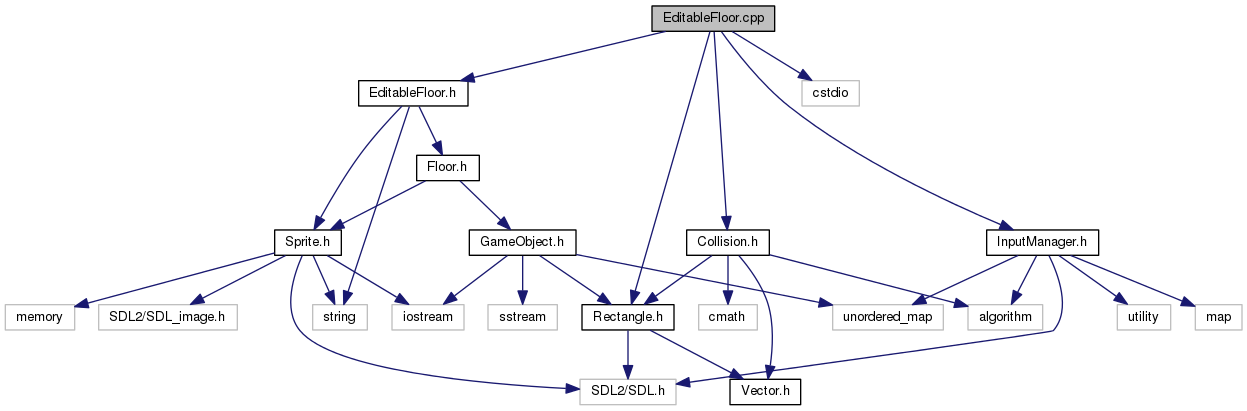 EditableFloor.cpp
EditableFloor.h
cstdio
Floor.h
Sprite.h
GameObject.h
Collision.h
InputManager.h
memory
SDL2/SDL_image.h
string
iostream
sstream
Rectangle.h
cmath
unordered_map
algorithm
utility
map
SDL2/SDL.h
Vector.h